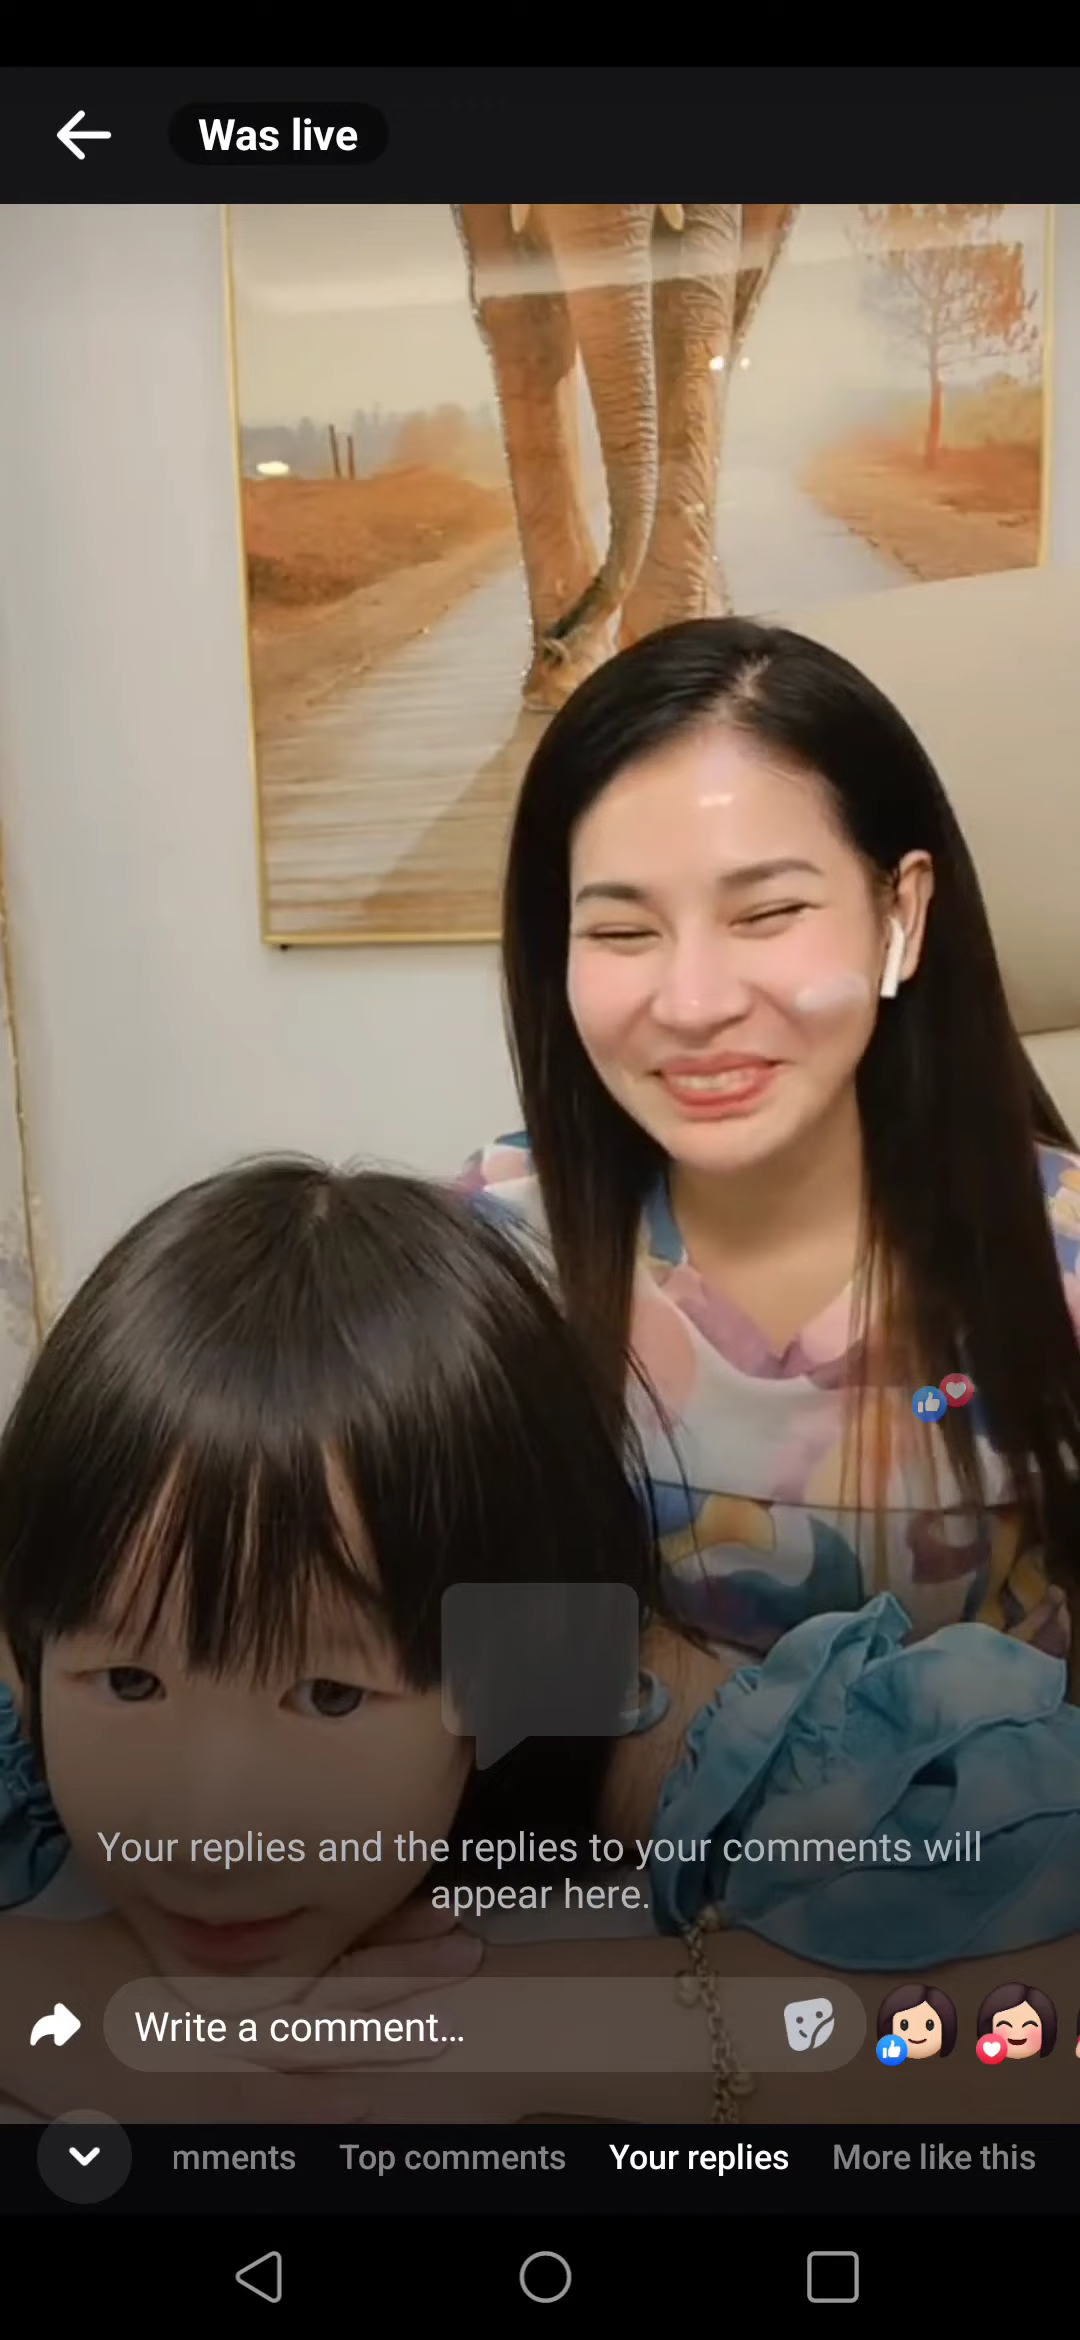 Was live
Your replies and the replies to your comments will
appear here.
Write a comment...
mments
Top comments
Your replies
More like this